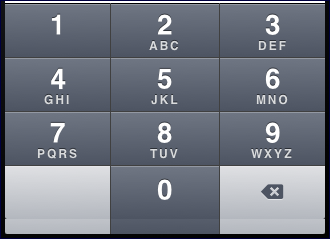 1 2 3
ABC DEF
4 5 6
GHI JKL MNO
7 8 9
PQRS TUV WXYZ
0